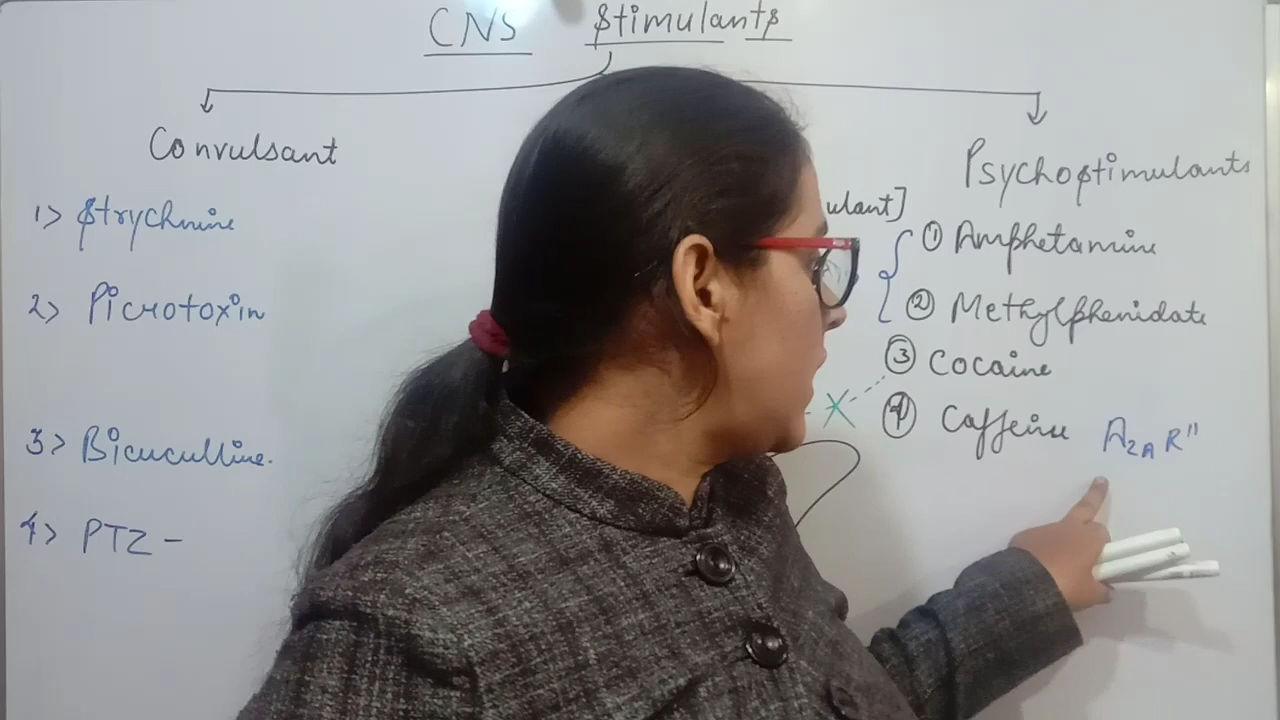 CNS Stimulants
Convulsant
1> Strychnine
2> Picrotoxin
3> Bicuculline.
4> PTZ -
Psychostimulants
ulant]
① Amphetamine
② Methylphenidate
③ Cocaine
④ Caffeine A2A R"